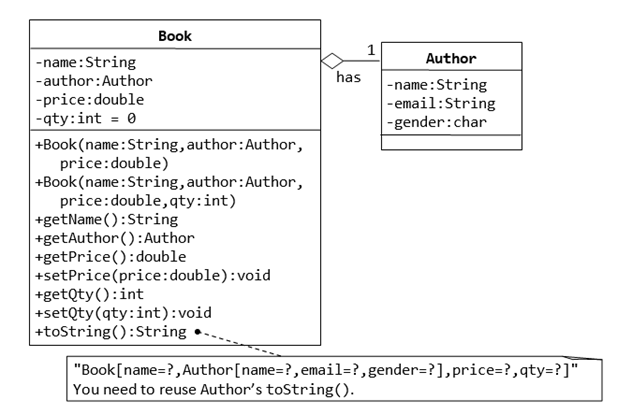 Book
-name:String
-author:Author
-price:double
-qty:int = 0
+Book(name:String,author:Author,
price:double)
+Book(name:String,author:Author,
price:double,qty:int)
+getName():String
+getAuthor():Author
+getPrice():double
+setPrice(price:double):void
+getQty():int
+setQty(qty:int):void
+toString():String
1
has
Author
-name:String
-email:String
-gender:char
"Book[name=?,Author[name=?,email=?,gender=?],price=?,qty=?]"
You need to reuse Author's toString().